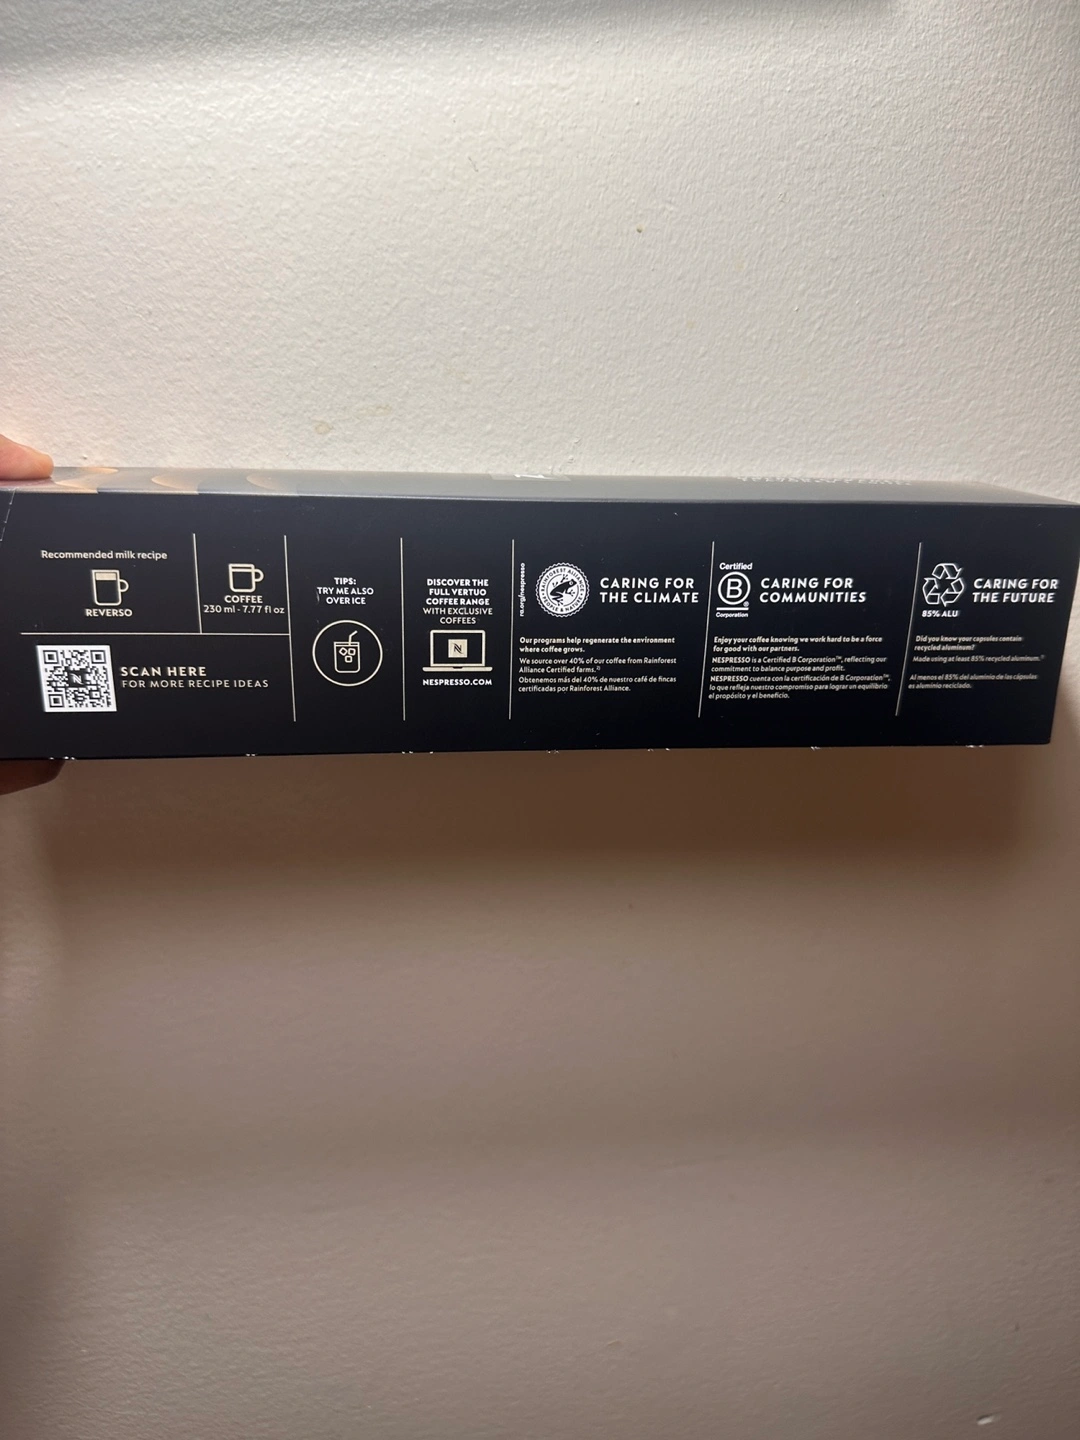 Recommended milk recipe
REVERSO
COFFEE
230 ml - 7.77 fl oz
SCAN HERE
FOR MORE RECIPE IDEAS
TIPS:
TRY ME ALSO
OVER ICE
DISCOVER THE
FULL VERTUO
COFFEE RANGE
WITH EXCLUSIVE
COFFEES
N
NESPRESSO.COM
ra.org/nespresso
RAINFOREST ALLIANCE
PEOPLE & NATURE
CARING FOR
THE CLIMATE
Our programs help regenerate the environment
where coffee grows.
We source over 40% of our coffee from Rainforest
Alliance Certified farms.²⁾
Obtenemos más del 40% de nuestro café de fincas
certificadas por Rainforest Alliance.
Certified
B
®
Corporation
CARING FOR
COMMUNITIES
Enjoy your coffee knowing we work hard to be a force
for good with our partners.
NESPRESSO is a Certified B Corporation™, reflecting our
commitment to balance purpose and profit.
NESPRESSO cuenta con la certificación de B Corporation™,
lo que refleja nuestro compromiso para lograr un equilibrio
el propósito y el beneficio.
85% ALU
CARING FOR
THE FUTURE
Did you know your capsules contain
recycled aluminum?
Made using at least 85% recycled aluminum.
Al menos el 85% del aluminio de las cápsulas
es aluminio reciclado.